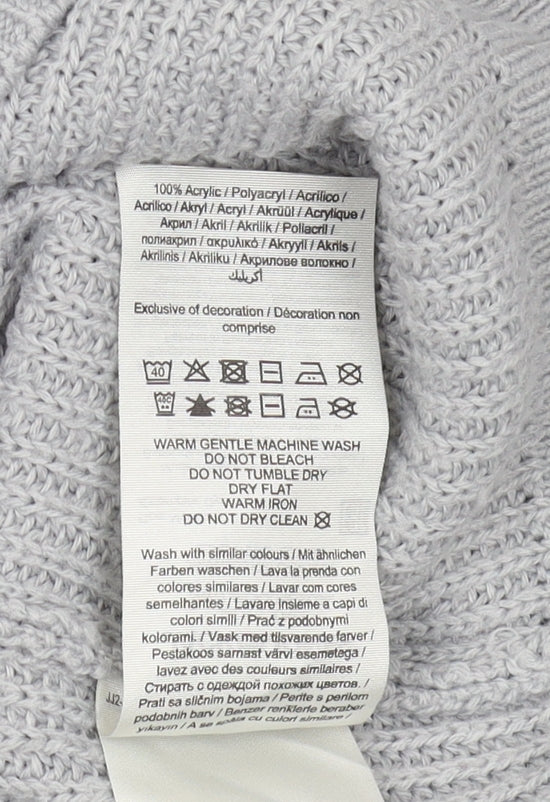 100% Acrylic / Polyacryl / Acrílico /
Acrilico / Akryl / Acryl / Akrüül / Acrylique /
Акрил / Akril / Akrilik / Poliacril /
полиакрил / ακρυλικό / Akryyli / Akrils /
Akrilinis / Akriliku / Акрилове волокно /
أكريليك
Exclusive of decoration / Décoration non
comprise
40
40C
WARM GENTLE MACHINE WASH
DO NOT BLEACH
DO NOT TUMBLE DRY
DRY FLAT
WARM IRON
DO NOT DRY CLEAN
Wash with similar colours / Mit ähnlichen
Farben waschen / Lava la prenda con
colores similares / Lavar com cores
semelhantes / Lavare insieme a capi di
colori simili / Prać z podobnymi
kolorami. / Vask med tilsvarende farver /
Pestakoos sarnast värvi esemetega /
lavez avec des couleurs similaires /
Стирать с одеждой похожих цветов. /
Prati sa sličnim bojama / Perite s perilom
podobnih barv / Benzer renklerle beraber
yıkayın / A se spăla cu culori similare /
JJ2-